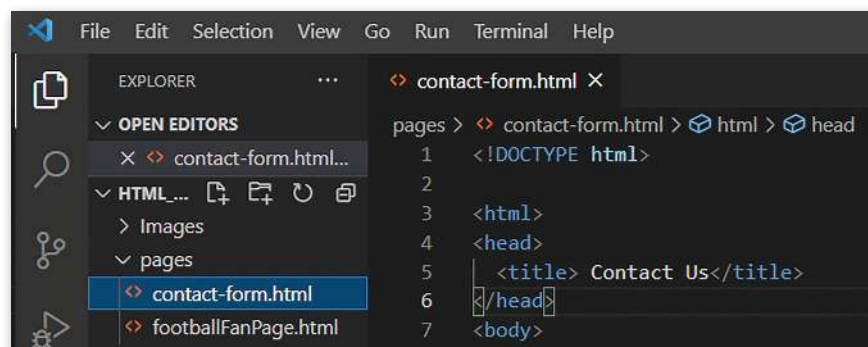 File Edit Selection View Go Run Terminal Help
EXPLORER ...
OPEN EDITORS
contact-form.html...
HTML_...
Images
pages
contact-form.html
footballFanPage.html
contact-form.html
pages > contact-form.html > html > head
1 <!DOCTYPE html>
2
3 <html>
4 <head>
5 <title> Contact Us</title>
6 </head>
7 <body>